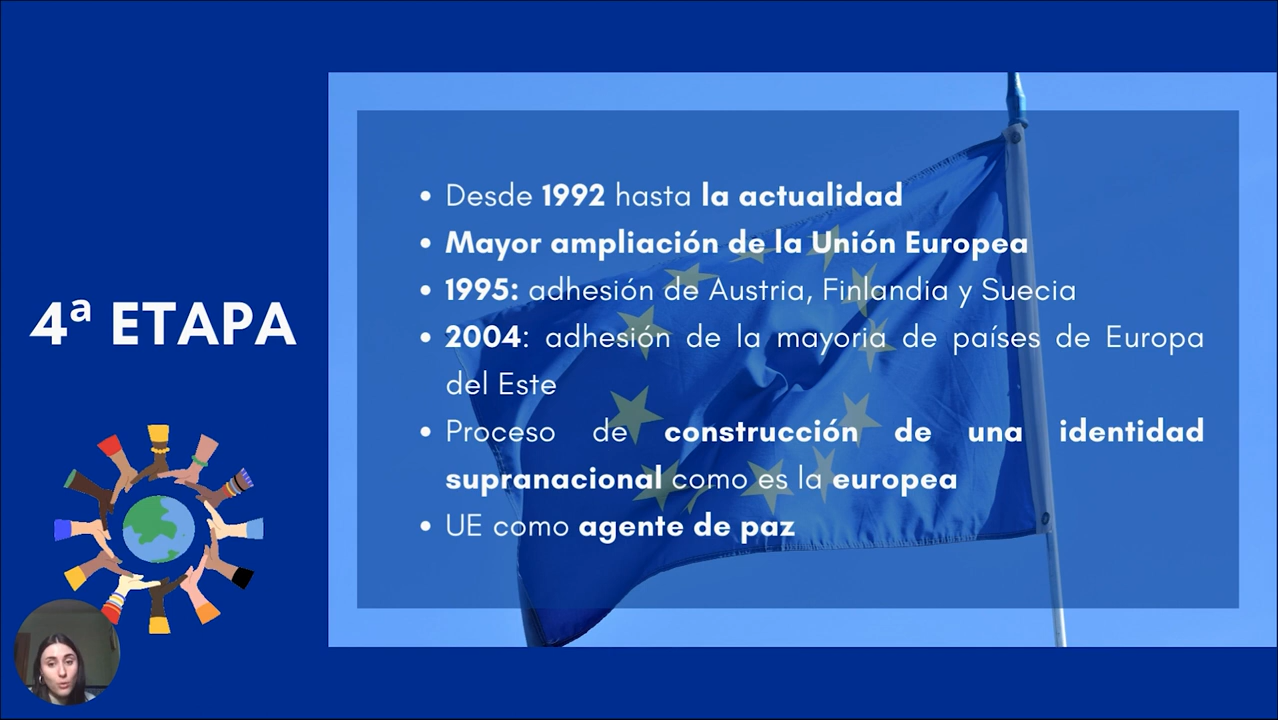 4ª ETAPA
• Desde 1992 hasta la actualidad
• Mayor ampliación de la Unión Europea
• 1995: adhesión de Austria, Finlandia y Suecia
• 2004: adhesión de la mayoria de países de Europa
del Este
• Proceso de construcción de una identidad
supranacional como es la europea
• UE como agente de paz